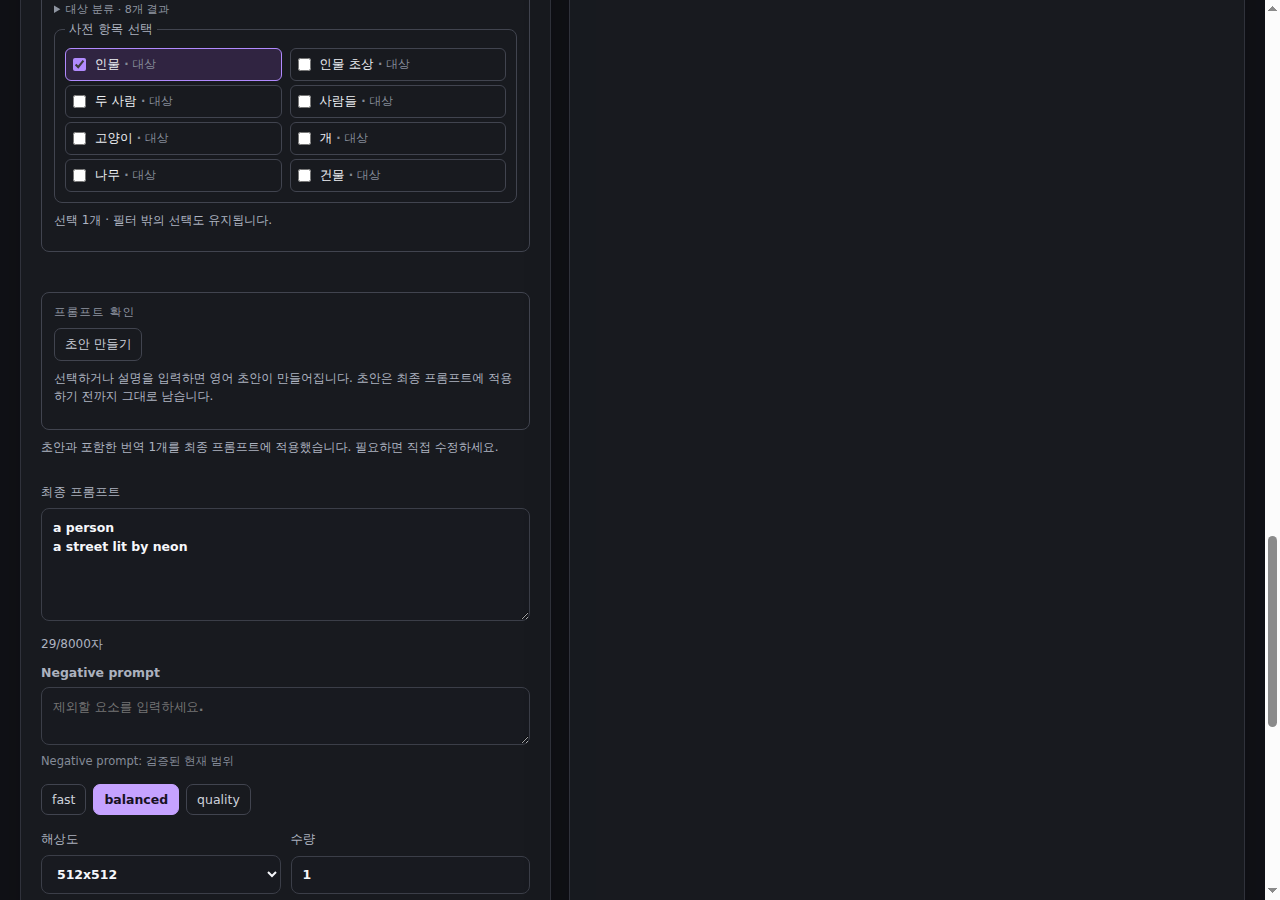 ▶ 대상 분류 · 8개 결과
사전 항목 선택
인물 · 대상
인물 초상 · 대상
두 사람 · 대상
사람들 · 대상
고양이 · 대상
개 · 대상
나무 · 대상
건물 · 대상
선택 1개 · 필터 밖의 선택도 유지됩니다.
프롬프트 확인
초안 만들기
선택하거나 설명을 입력하면 영어 초안이 만들어집니다. 초안은 최종 프롬프트에 적용
하기 전까지 그대로 남습니다.
초안과 포함한 번역 1개를 최종 프롬프트에 적용했습니다. 필요하면 직접 수정하세요.
최종 프롬프트
a person
a street lit by neon
29/8000자
Negative prompt
제외할 요소를 입력하세요.
Negative prompt: 검증된 현재 범위
fast
balanced
quality
해상도
수량
512x512
1